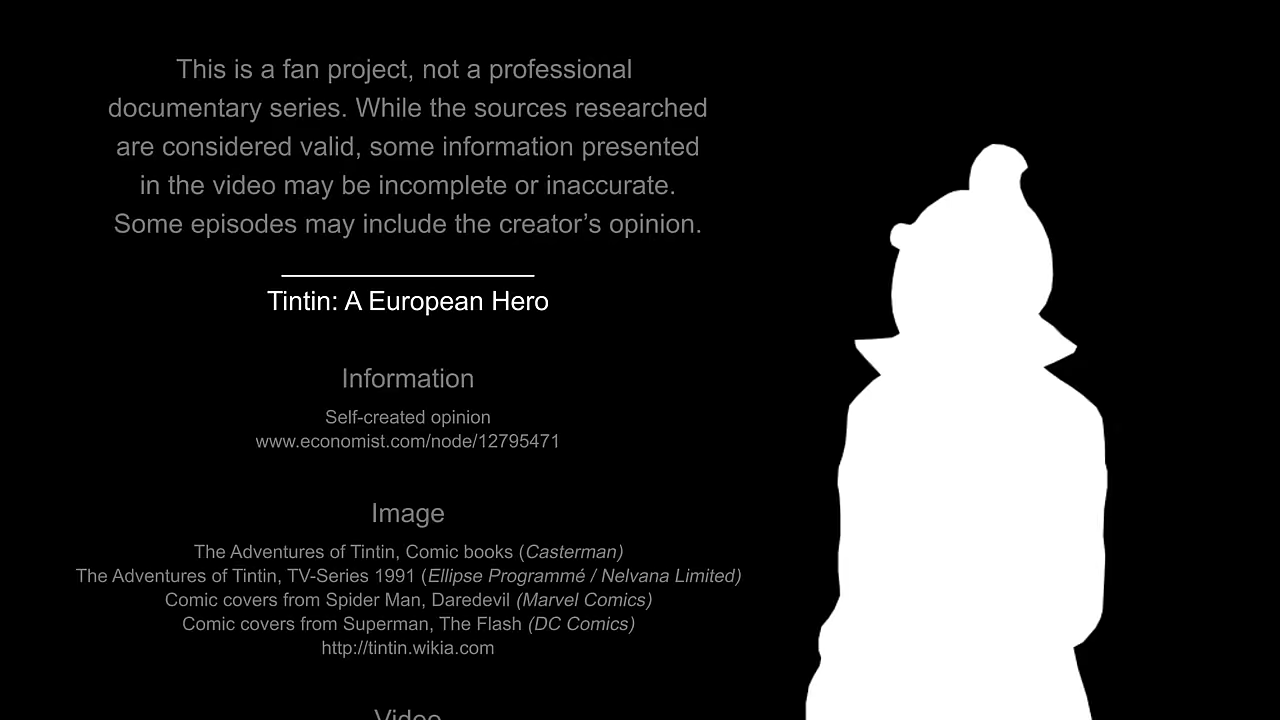 This is a fan project, not a professional
documentary series. While the sources researched
are considered valid, some information presented
in the video may be incomplete or inaccurate.
Some episodes may include the creator’s opinion.
Tintin: A European Hero
Information
Self-created opinion
www.economist.com/node/12795471
Image
The Adventures of Tintin, Comic books (Casterman)
The Adventures of Tintin, TV-Series 1991 (Ellipse Programmé / Nelvana Limited)
Comic covers from Spider Man, Daredevil (Marvel Comics)
Comic covers from Superman, The Flash (DC Comics)
http://tintin.wikia.com
Video